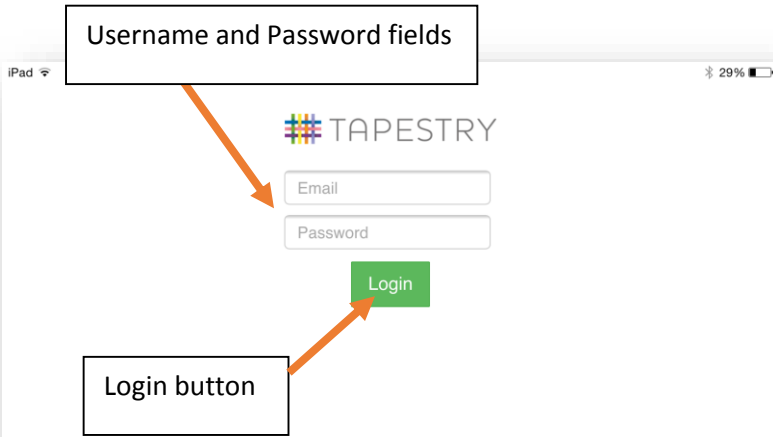 Username and Password fields
iPad 29%
TAPESTRY
Email
Password
Login
Login button